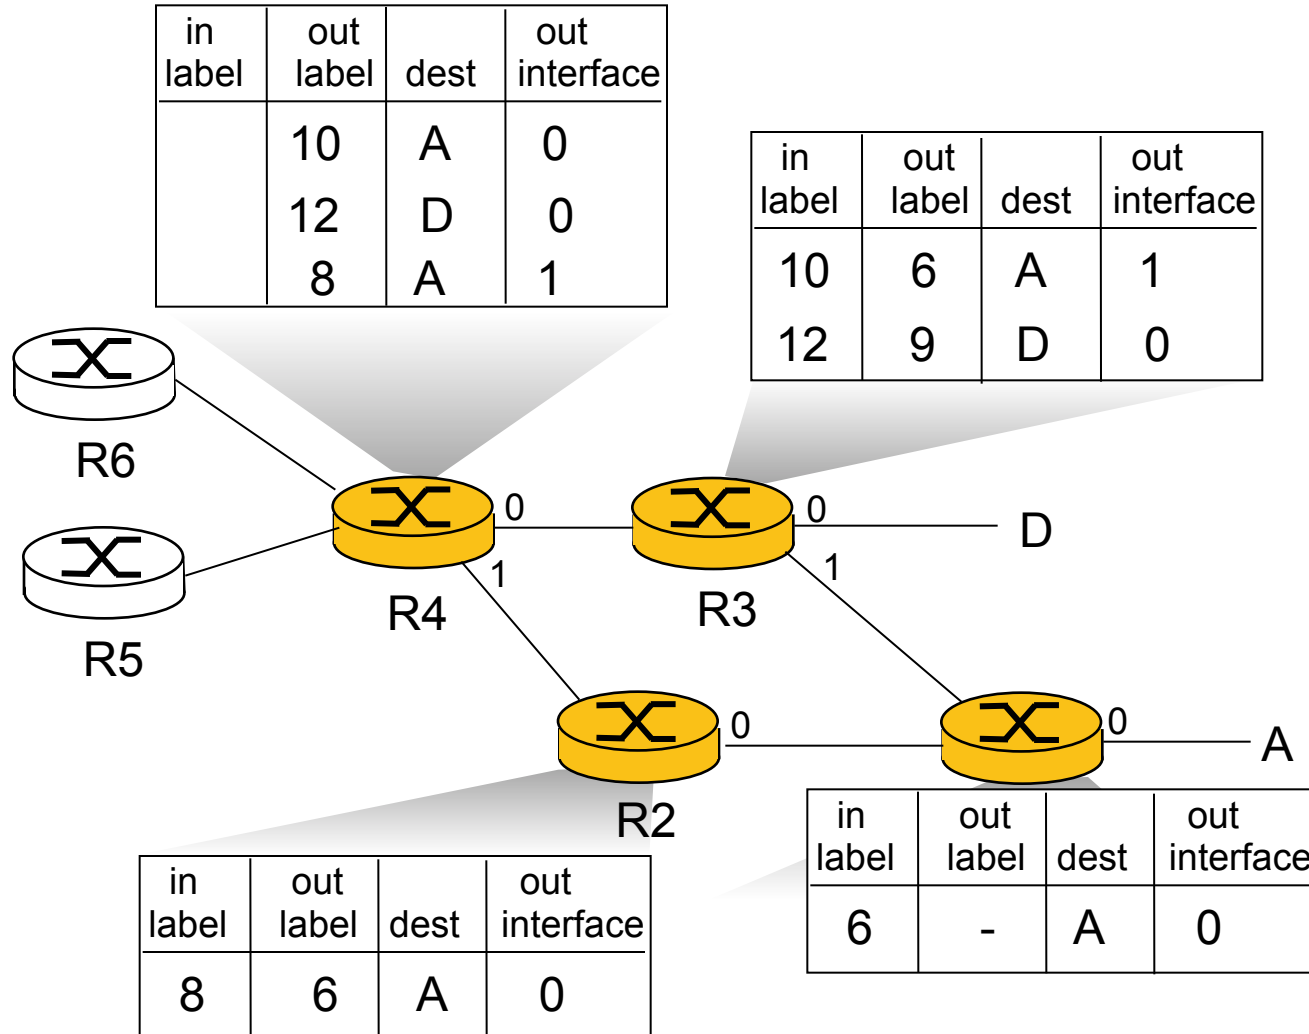 in out out
label label dest interface
10 A 0
12 D 0
8 A 1
in out out
label label dest interface
10 6 A 1
12 9 D 0
R6
R5
R4
0
1
R3
0
1
D
R2
0
0
A
in out out
label label dest interface
8 6 A 0
in out out
label label dest interface
6 - A 0